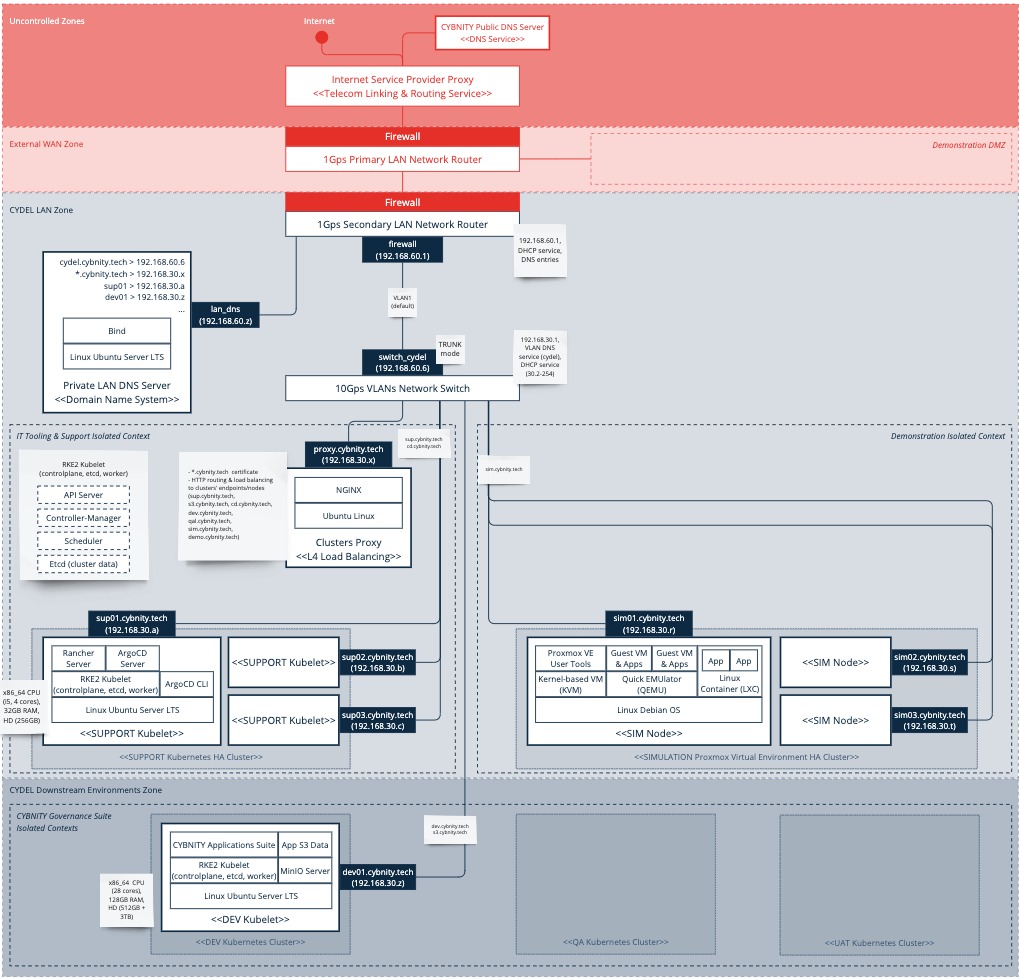 Uncontrolled Zones
Internet
CYBNITY Public DNS Server
<<DNS Service>>
Internet Service Provider Proxy
<<Telecom Linking & Routing Service>>
External WAN Zone
Firewall
1Gps Primary LAN Network Router
Demonstration DMZ
CYDEL LAN Zone
Firewall
1Gps Secondary LAN Network Router
firewall
(192.168.60.1)
192.168.60.1,
DHCP service,
DNS entries
cydel.cybnity.tech > 192.168.60.6
*.cybnity.tech > 192.168.30.x
sup01 > 192.168.30.a
dev01 > 192.168.30.z
...
Bind
Linux Ubuntu Server LTS
Private LAN DNS Server
<<Domain Name System>>
lan_dns
(192.168.60.z)
VLAN1
(default)
TRUNK
mode
switch_cydel
(192.168.60.6)
10Gps VLANs Network Switch
192.168.30.1,
VLAN DNS
service (cydel),
DHCP service
(30.2-254)
IT Tooling & Support Isolated Context
RKE2 Kubelet
(controlplane, etcd, worker)
API Server
Controller-Manager
Scheduler
Etcd (cluster data)
- *.cybnity.tech certificate
- HTTP routing & load balancing
to clusters' endpoints/nodes
(sup.cybnity.tech,
s3.cybnity.tech, cd.cybnity.tech,
dev.cybnity.tech,
qal.cybnity.tech,
sim.cybnity.tech,
demo.cybnity.tech)
proxy.cybnity.tech
(192.168.30.x)
NGINX
Ubuntu Linux
Clusters Proxy
<<L4 Load Balancing>>
sup.cybnity.tech
cd.cybnity.tech
sim.cybnity.tech
Demonstration Isolated Context
sup01.cybnity.tech
(192.168.30.a)
Rancher
Server
ArgoCD
Server
RKE2 Kubelet
(controlplane, etcd, worker)
ArgoCD CLI
Linux Ubuntu Server LTS
<<SUPPORT Kubelet>>
x86_64 CPU
(i5, 4 cores),
32GB RAM,
HD (256GB)
<<SUPPORT Kubelet>>
sup02.cybnity.tech
(192.168.30.b)
<<SUPPORT Kubelet>>
sup03.cybnity.tech
(192.168.30.c)
<<SUPPORT Kubernetes HA Cluster>>
sim01.cybnity.tech
(192.168.30.r)
Proxmox VE
User Tools
Guest VM
& Apps
Guest VM
& Apps
App
App
Kernel-based VM
(KVM)
Quick EMUlator
(QEMU)
Linux
Container (LXC)
Linux Debian OS
<<SIM Node>>
<<SIM Node>>
sim02.cybnity.tech
(192.168.30.s)
<<SIM Node>>
sim03.cybnity.tech
(192.168.30.t)
<<SIMULATION Proxmox Virtual Environment HA Cluster>>
CYDEL Downstream Environments Zone
CYBNITY Governance Suite
Isolated Contexts
dev.cybnity.tech
s3.cybnity.tech
CYBNITY Applications Suite
App S3 Data
RKE2 Kubelet
(controlplane, etcd, worker)
MinIO Server
Linux Ubuntu Server LTS
<<DEV Kubelet>>
dev01.cybnity.tech
(192.168.30.z)
x86_64 CPU
(28 cores),
128GB RAM,
HD (512GB +
3TB)
<<DEV Kubernetes Cluster>>
<<QA Kubernetes Cluster>>
<<UAT Kubernetes Cluster>>